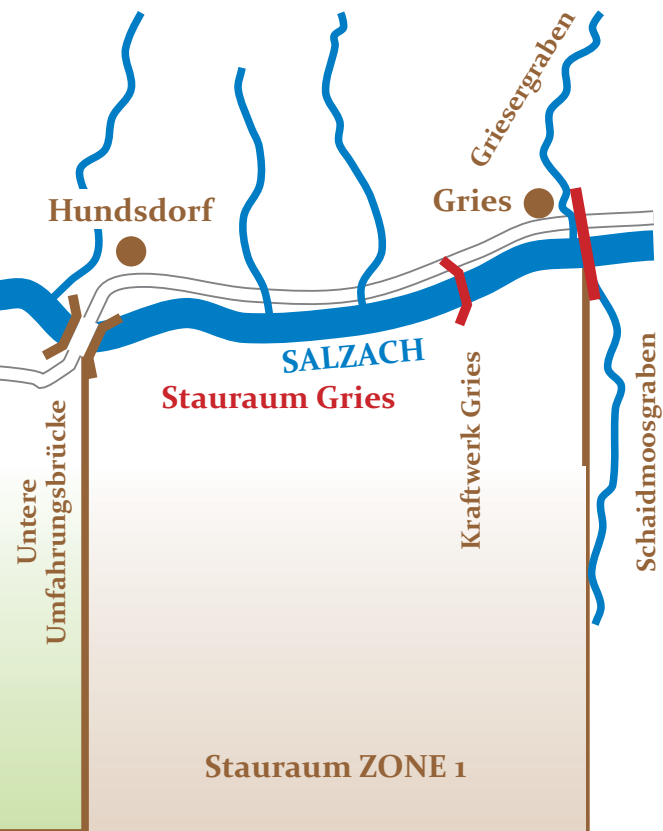 Griesergraben
Gries
Hundsdorf
SALZACH
Stauraum Gries
Kraftwerk Gries
Schaidmoosgraben
Untere
Umfahrungsbrücke
Stauraum ZONE 1